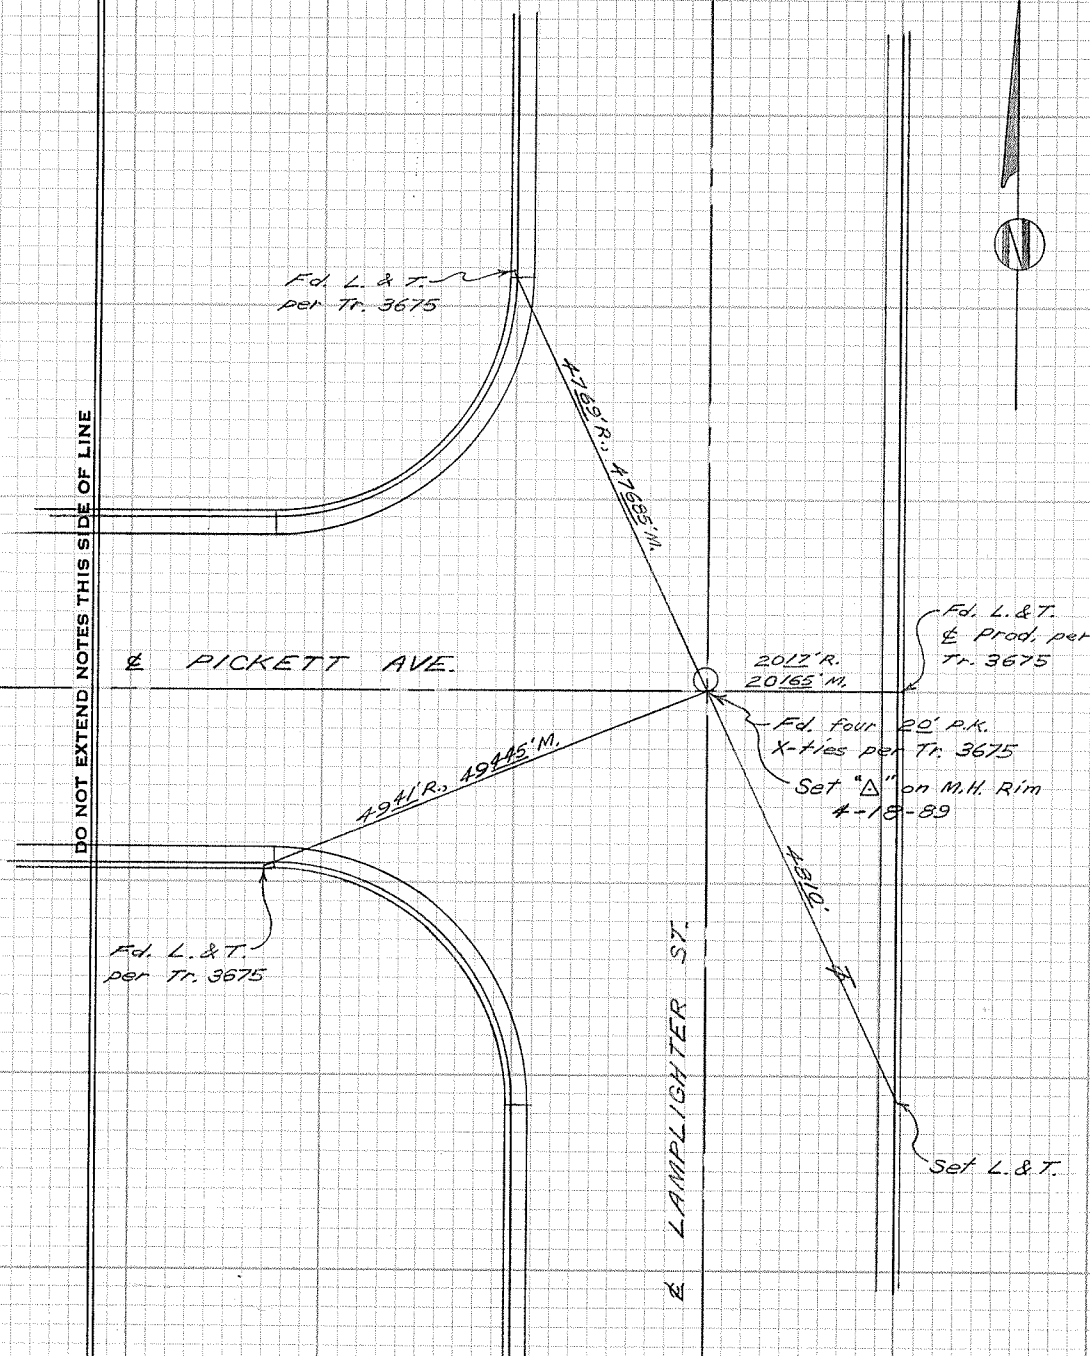 Fd. L. & T.
per Tr. 3675
47 69' R., 47 685' M.
DO NOT EXTEND NOTES THIS SIDE OF LINE
Fd. L. & T.
℄ Prod. per
Tr. 3675
℄ PICKETT AVE.
20 17' R.
20 165' M.
Fd. four 20' P.K.
X-ties per Tr. 3675
Set "△" on M.H. Rim
4-18-89
49 41' R., 49 445' M.
48 10'
Fd. L. & T.
per Tr. 3675
℄ LAMPLIGHTER ST.
Set L. & T.
N